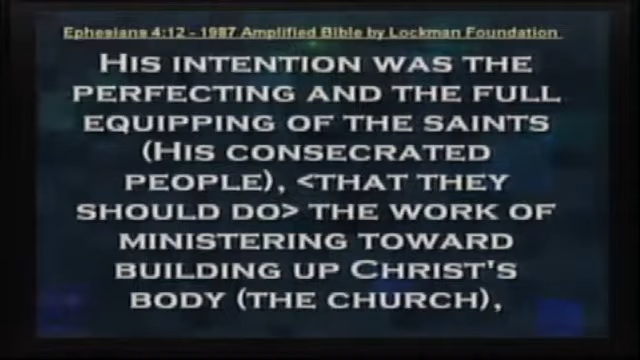 Ephesians 4:12 - 1987 Amplified Bible by Lockman Foundation
His intention was the
perfecting and the full
equipping of the saints
(His consecrated
people), <that they
should do> the work of
ministering toward
building up Christ's
body (the church),